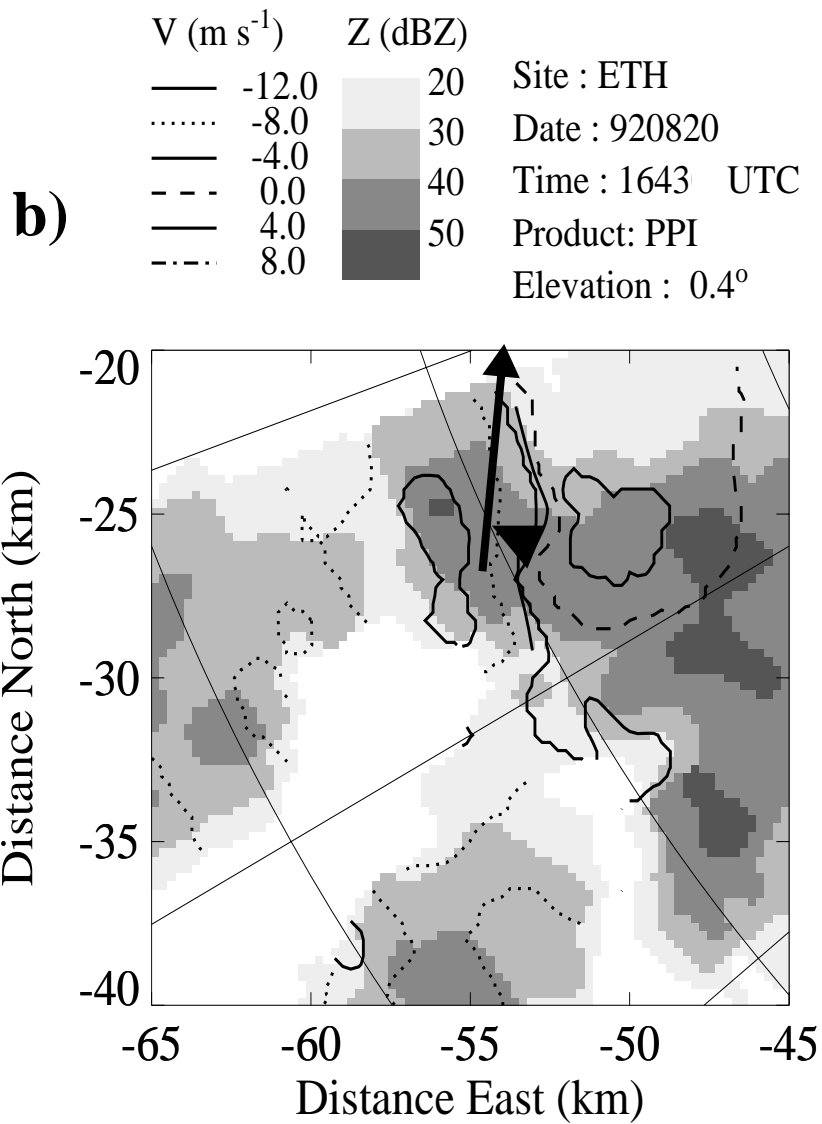 V (m s-1) Z (dBZ)
-12.0
-8.0
-4.0
0.0
4.0
8.0
20
30
40
50
Site : ETH
Date : 920820
Time : 1643 UTC
Product: PPI
Elevation : 0.4o
b)
-20
-25
-30
-35
-40
Distance North (km)
-65 -60 -55 -50 -45
Distance East (km)